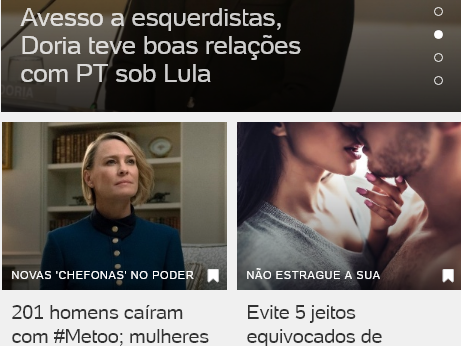 Avesso a esquerdistas,
Doria teve boas relações
com PT sob Lula
DORIA
NOVAS 'CHEFONAS' NO PODER
NÃO ESTRAGUE A SUA
201 homens caíram
com #Metoo; mulheres
Evite 5 jeitos
equivocados de